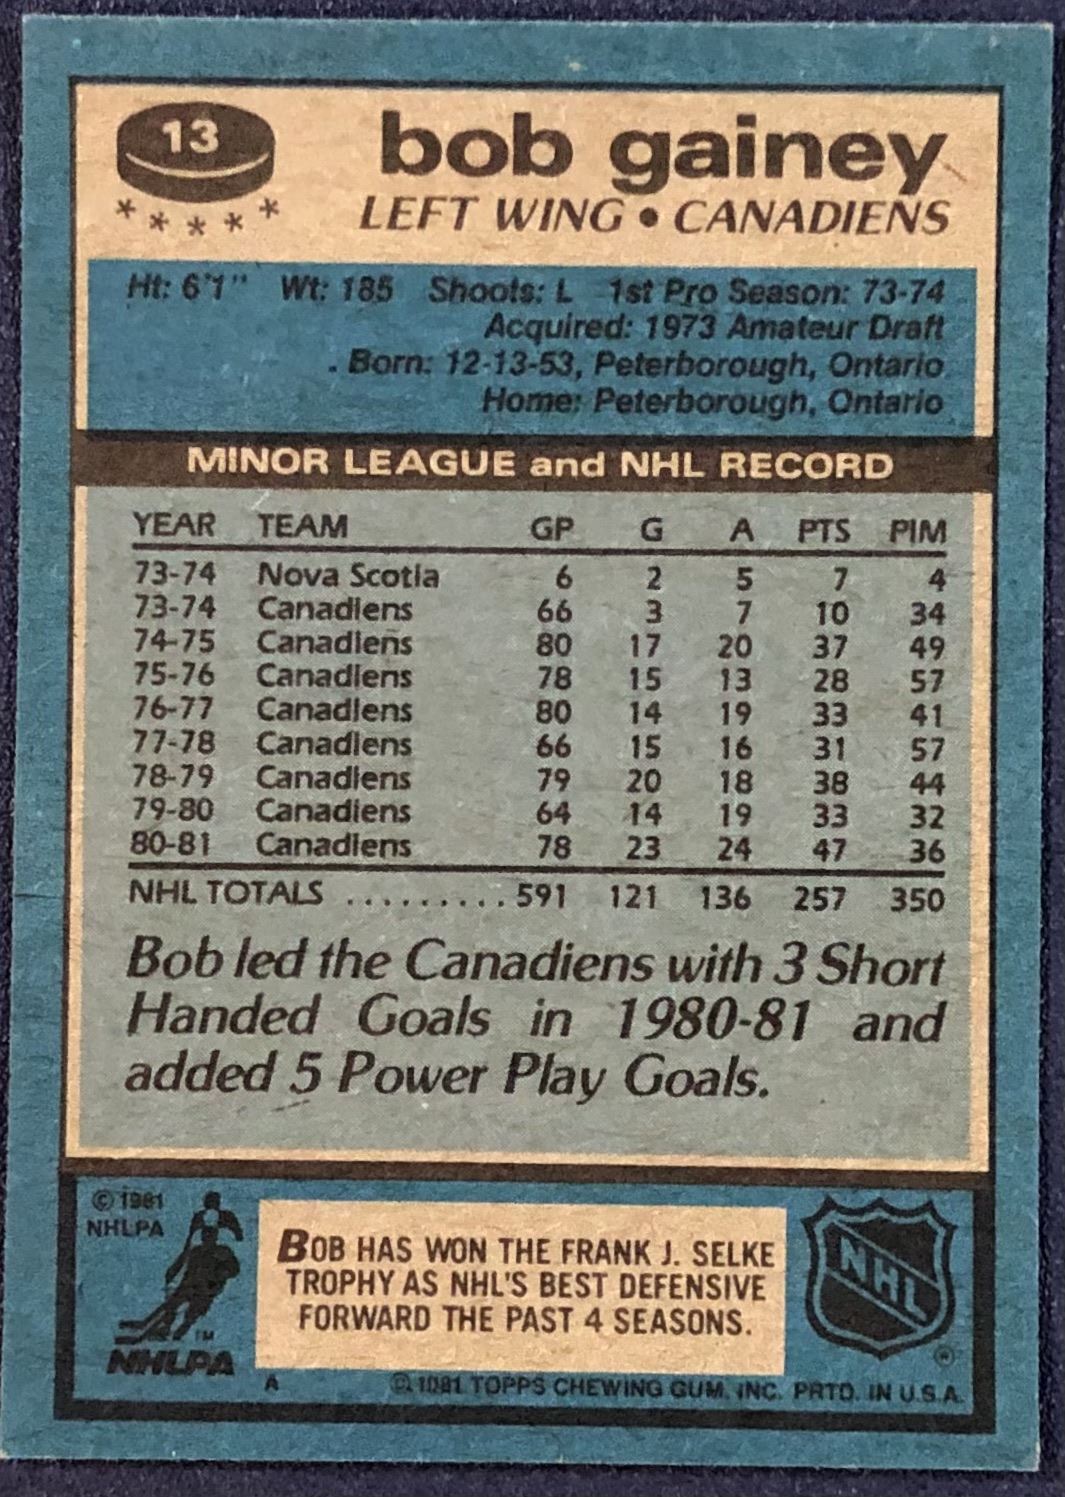 13
bob gainey
* * * * *
LEFT WING • CANADIENS
Ht: 6'1" Wt: 185 Shoots: L 1st Pro Season: 73-74
Acquired: 1973 Amateur Draft
Born: 12-13-53, Peterborough, Ontario
Home: Peterborough, Ontario
MINOR LEAGUE and NHL RECORD
YEAR TEAM GP G A PTS PIM
73-74 Nova Scotia 6 2 5 7 4
73-74 Canadiens 66 3 7 10 34
74-75 Canadiens 80 17 20 37 49
75-76 Canadiens 78 15 13 28 57
76-77 Canadiens 80 14 19 33 41
77-78 Canadiens 66 15 16 31 57
78-79 Canadiens 79 20 18 38 44
79-80 Canadiens 64 14 19 33 32
80-81 Canadiens 78 23 24 47 36
NHL TOTALS .......... 591 121 136 257 350
Bob led the Canadiens with 3 Short
Handed Goals in 1980-81 and
added 5 Power Play Goals.
© 1981
NHLPA
TM
NHLPA
BOB HAS WON THE FRANK J. SELKE
TROPHY AS NHL'S BEST DEFENSIVE
FORWARD THE PAST 4 SEASONS.
NHL
®
A
© 1981 TOPPS CHEWING GUM, INC. PRTD. IN U.S.A.